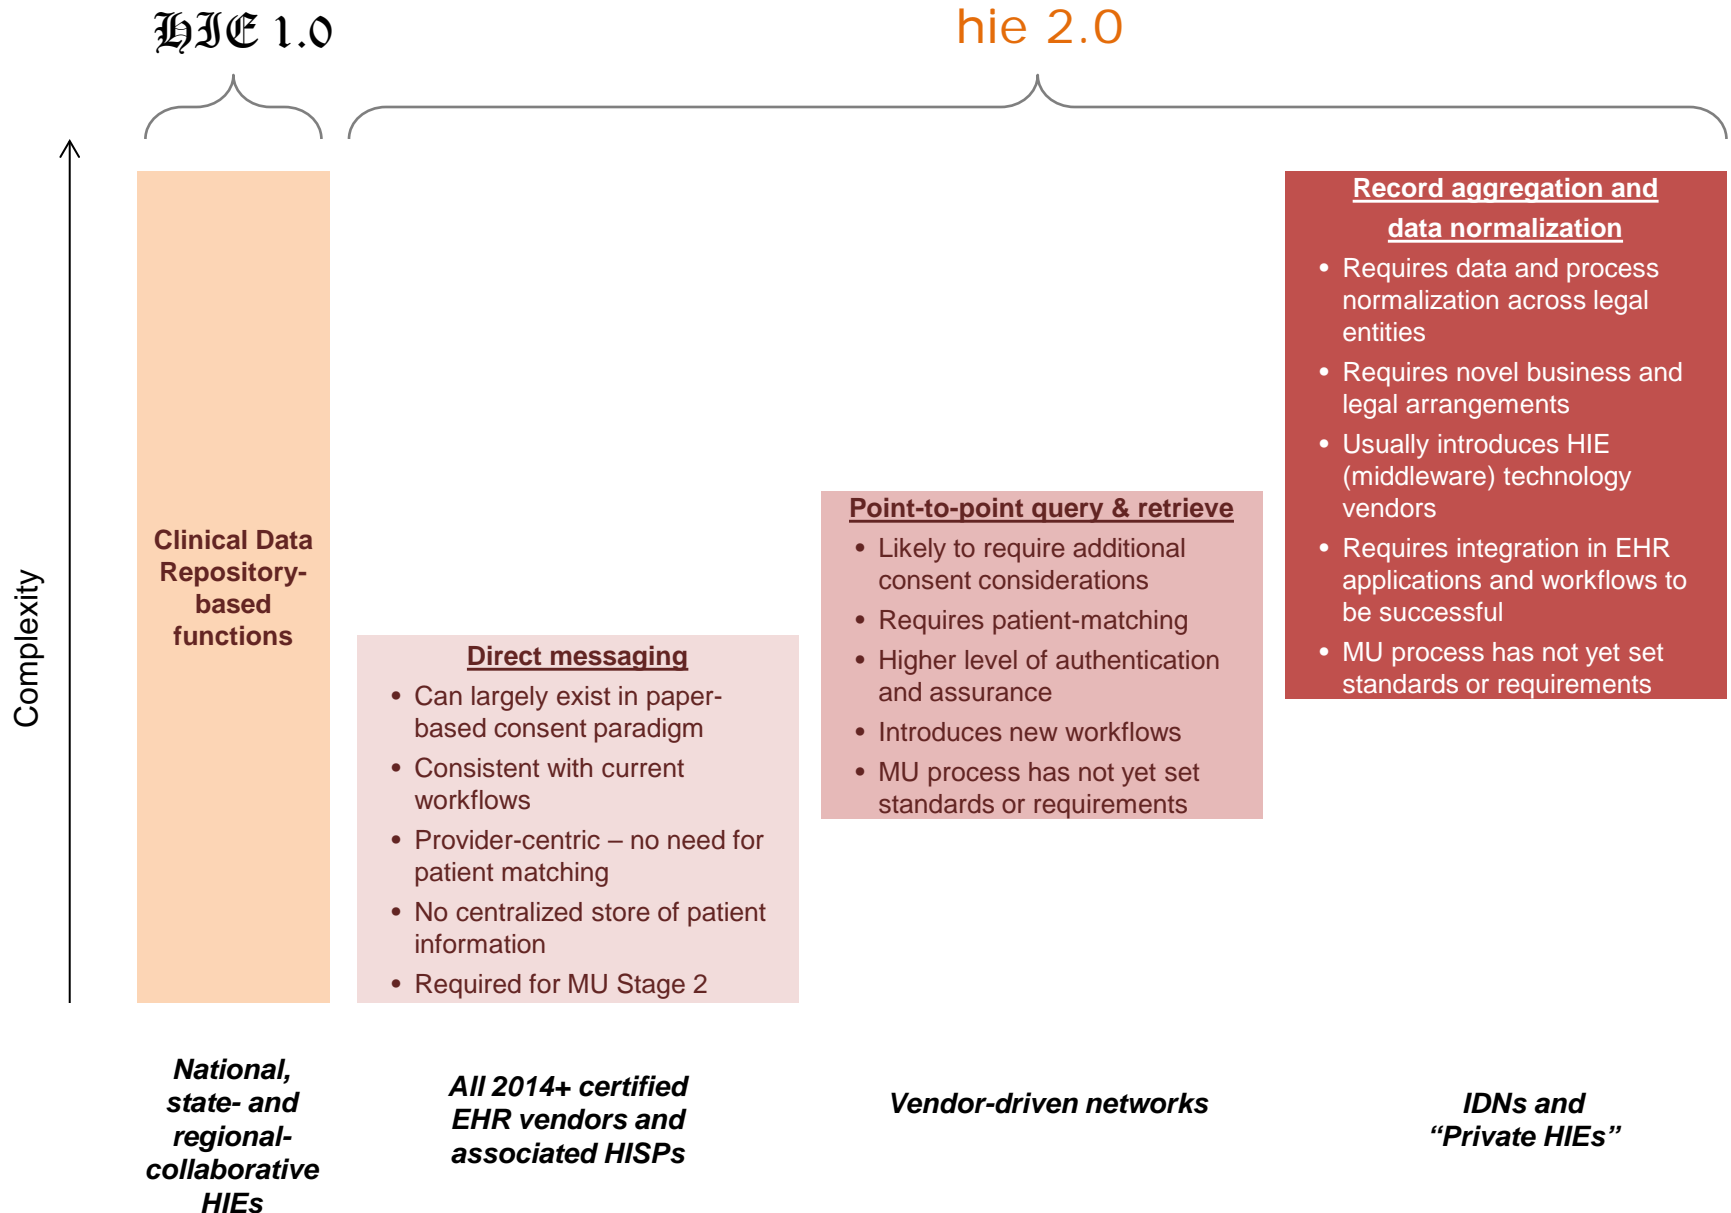 HIE 1.0
hie 2.0
Complexity
Clinical Data
Repository-
based
functions
Direct messaging
• Can largely exist in paper-
based consent paradigm
• Consistent with current
workflows
• Provider-centric – no need for
patient matching
• No centralized store of patient
information
• Required for MU Stage 2
Point-to-point query & retrieve
• Likely to require additional
consent considerations
• Requires patient-matching
• Higher level of authentication
and assurance
• Introduces new workflows
• MU process has not yet set
standards or requirements
Record aggregation and
data normalization
• Requires data and process
normalization across legal
entities
• Requires novel business and
legal arrangements
• Usually introduces HIE
(middleware) technology
vendors
• Requires integration in EHR
applications and workflows to
be successful
• MU process has not yet set
standards or requirements
National,
state- and
regional-
collaborative
HIEs
All 2014+ certified
EHR vendors and
associated HISPs
Vendor-driven networks
IDNs and
“Private HIEs”